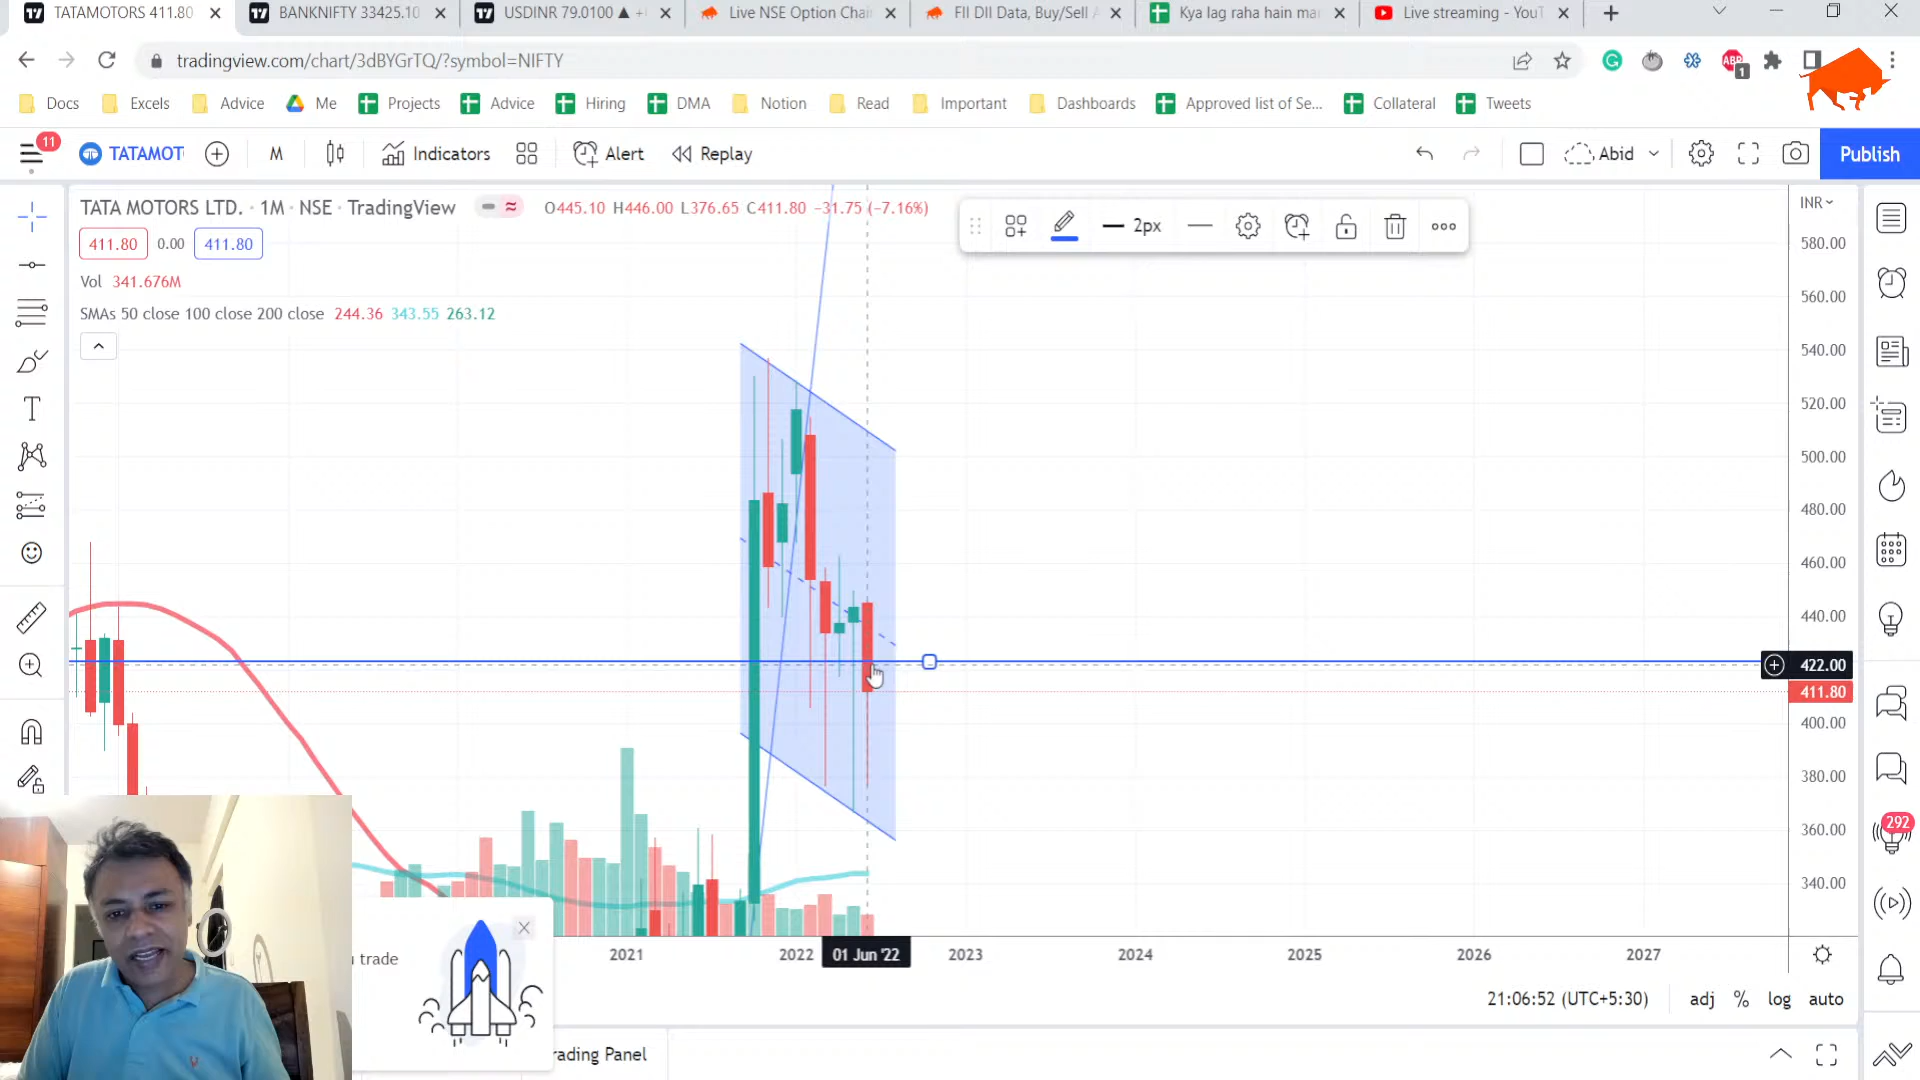 TATAMOTORS 411.80
BANKNIFTY 33425.10
USDINR 79.0100 ▲ +
Live NSE Option Chai
FII DII Data, Buy/Sell
Kya lag raha hain ma
Live streaming - You
tradingview.com/chart/3dBYGrTQ/?symbol=NIFTY
ABP
1
Docs Excels Advice Me Projects Advice Hiring DMA Notion Read Important Dashboards Approved list of Se... Collateral Tweets
11
TATAMOT
M
Indicators
Alert
Replay
Abid
Publish
TATA MOTORS LTD. · 1M · NSE · TradingView
O445.10 H446.00 L376.65 C411.80 −31.75 (−7.16%)
2px
INR
411.80 0.00 411.80
Vol 341.676M
SMAs 50 close 100 close 200 close 244.36 343.55 263.12
580.00
560.00
540.00
520.00
500.00
480.00
460.00
440.00
422.00
411.80
400.00
380.00
360.00
340.00
292
2021 2022 01 Jun '22 2023 2024 2025 2026 2027
trade
21:06:52 (UTC+5:30) adj % log auto
rading Panel